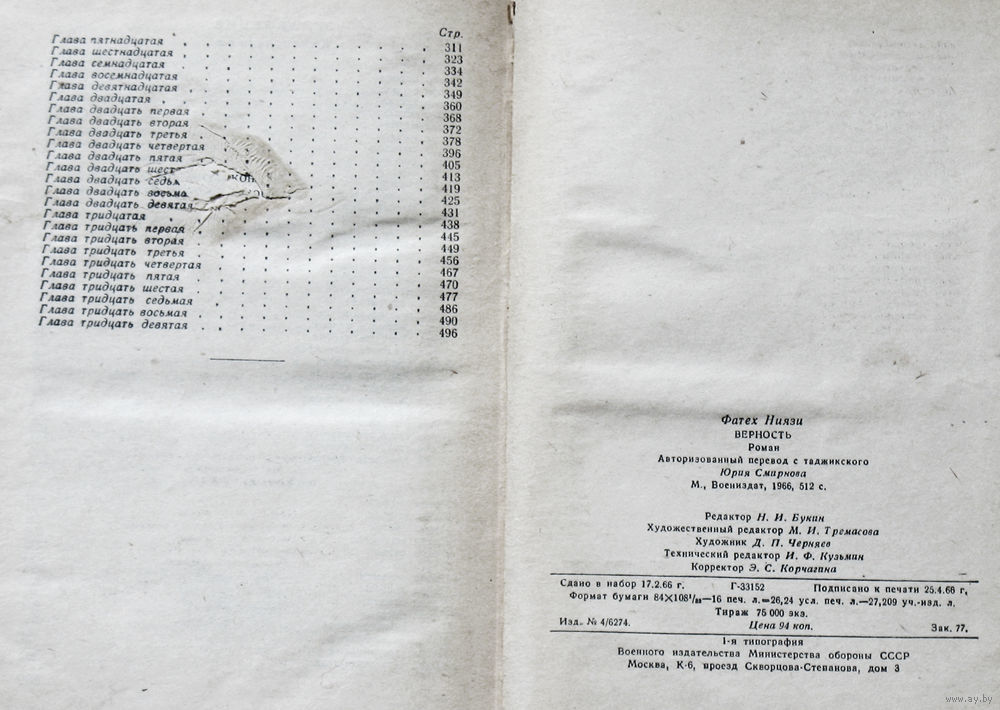 Стр.
Глава пятнадцатая 311
Глава шестнадцатая 323
Глава семнадцатая 334
Глава восемнадцатая 342
Глава девятнадцатая 349
Глава двадцатая 360
Глава двадцать первая 368
Глава двадцать вторая 372
Глава двадцать третья 378
Глава двадцать четвертая 396
Глава двадцать пятая 405
Глава двадцать шест 413
Глава двадцать седь 419
Глава двадцать восьма 425
Глава двадцать девятая 431
Глава тридцатая 438
Глава тридцать первая 445
Глава тридцать вторая 449
Глава тридцать третья 456
Глава тридцать четвертая 467
Глава тридцать пятая 470
Глава тридцать шестая 477
Глава тридцать седьмая 486
Глава тридцать восьмая 490
Глава тридцать девятая 496
Фатех Ниязи
ВЕРНОСТЬ
Роман
Авторизованный перевод с таджикского
Юрия Смирнова
М., Воениздат, 1966, 512 с.
Редактор Н. И. Букин
Художественный редактор М. И. Тремасова
Художник Д. П. Черняев
Технический редактор И. Ф. Кузьмин
Корректор Э. С. Корчагина
Сдано в набор 17.2.66 г. Г-33152 Подписано к печати 25.4.66 г.
Формат бумаги 84×108¹/₃₂—16 печ. л.=26,24 усл. печ. л.—27,209 уч.-изд. л.
Тираж 75 000 экз.
Изд. № 4/6274. Цена 94 коп. Зак. 77.
1-я типография
Военного издательства Министерства обороны СССР
Москва, К-6, проезд Скворцова-Степанова, дом 3
www.ay.by